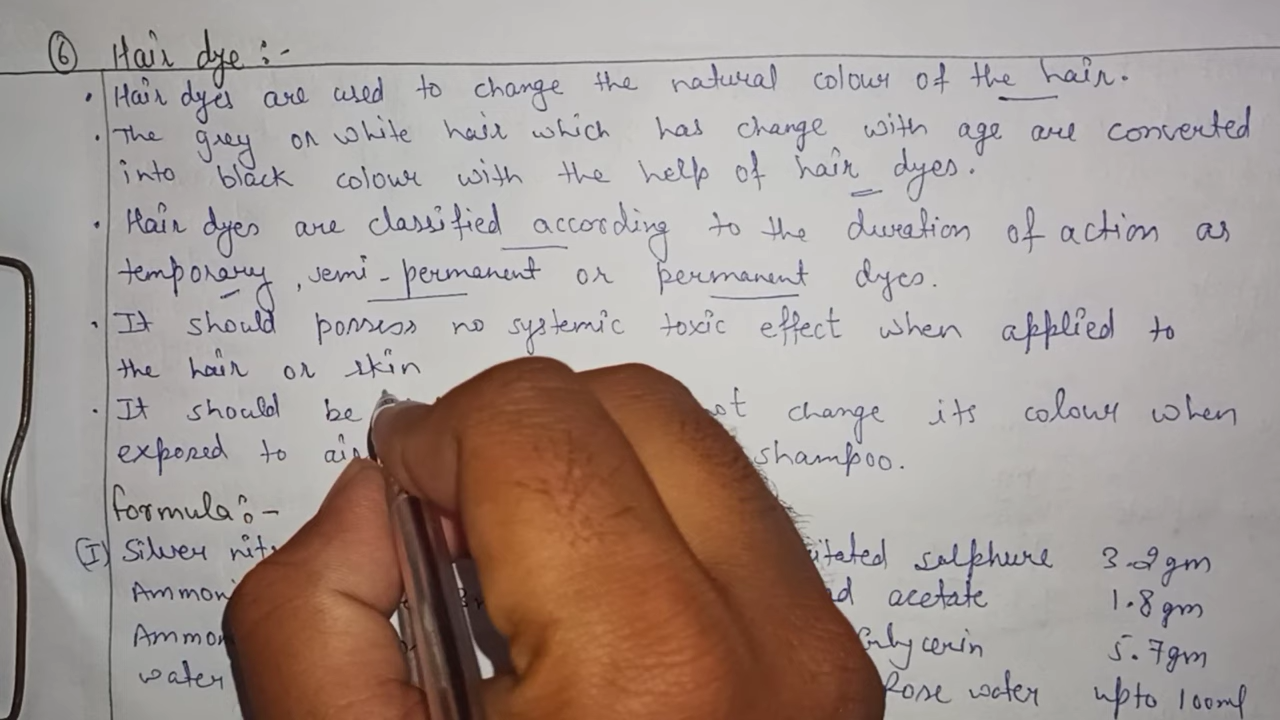 ⑥ Hair dye :-
• Hair dyes are used to change the natural colour of the hair.
• The grey or white hair which has change with age are converted
into black colour with the help of hair dyes.
• Hair dyes are classified according to the duration of action as
temporary, semi-permanent or permanent dyes.
• It should possess no systemic toxic effect when applied to
the hair or skin
• It should be change its colour when
exposed to shampoo.
formula :-
(I) Silver salphure 3.2gm
acetate 1.8gm
Glycerin 5.7gm
water Rose water upto 100ml